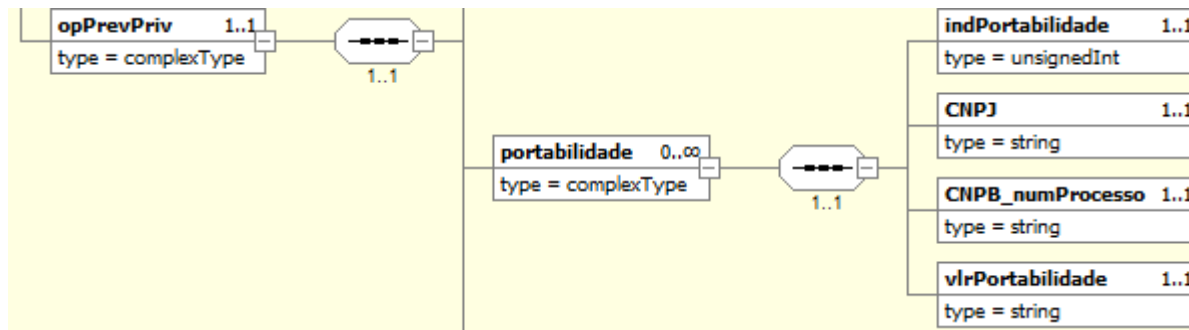 opPrevPriv 1..1
type = complexType
1..1
portabilidade 0..∞
type = complexType
1..1
indPortabilidade 1..1
type = unsignedInt
CNPJ 1..1
type = string
CNPB_numProcesso 1..1
type = string
vlrPortabilidade 1..1
type = string